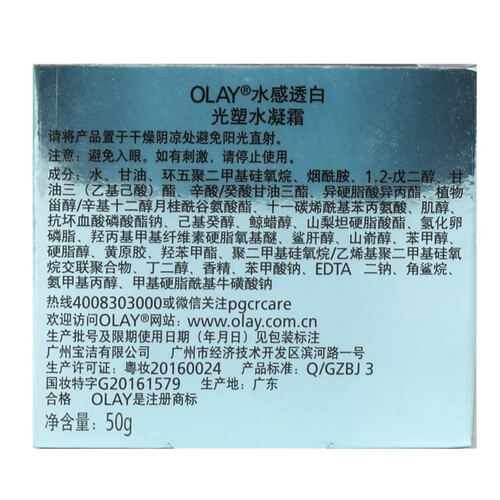 OLAY®水感透白
光塑水凝霜
请将产品置于干燥阴凉处避免阳光直射。
注意：避免入眼。如有刺激，请停止使用。
成分：水、甘油、环五聚二甲基硅氧烷、烟酰胺、1,2-戊二醇、甘
油三（乙基己酸）酯、辛酸/癸酸甘油三酯、异硬脂酸异丙酯、植物
甾醇/辛基十二醇月桂酰谷氨酸酯、十一碳烯酰基苯丙氨酸、肌醇、
抗坏血酸磷酸酯钠、己基癸醇、鲸蜡醇、山梨坦硬脂酸酯、氢化卵
磷脂、羟丙基甲基纤维素硬脂氧基醚、鲨肝醇、山嵛醇、苯甲醇、
硬脂醇、黄原胶、羟苯甲酯、聚二甲基硅氧烷/乙烯基聚二甲基硅氧
烷交联聚合物、丁二醇、香精、苯甲酸钠、EDTA 二钠、角鲨烷、
氨甲基丙醇、甲基硬脂酰基牛磺酸钠
热线4008303000或微信关注pgcrcare
欢迎访问OLAY®网站：www.olay.com.cn
生产批号及限期使用日期（年月日）见包装标注
广州宝洁有限公司 广州市经济技术开发区滨河路一号
生产许可证：粤妆20160024 产品标准：Q/GZBJ 3
国妆特字G20161579 生产地：广东
合格 OLAY是注册商标
净含量：50g